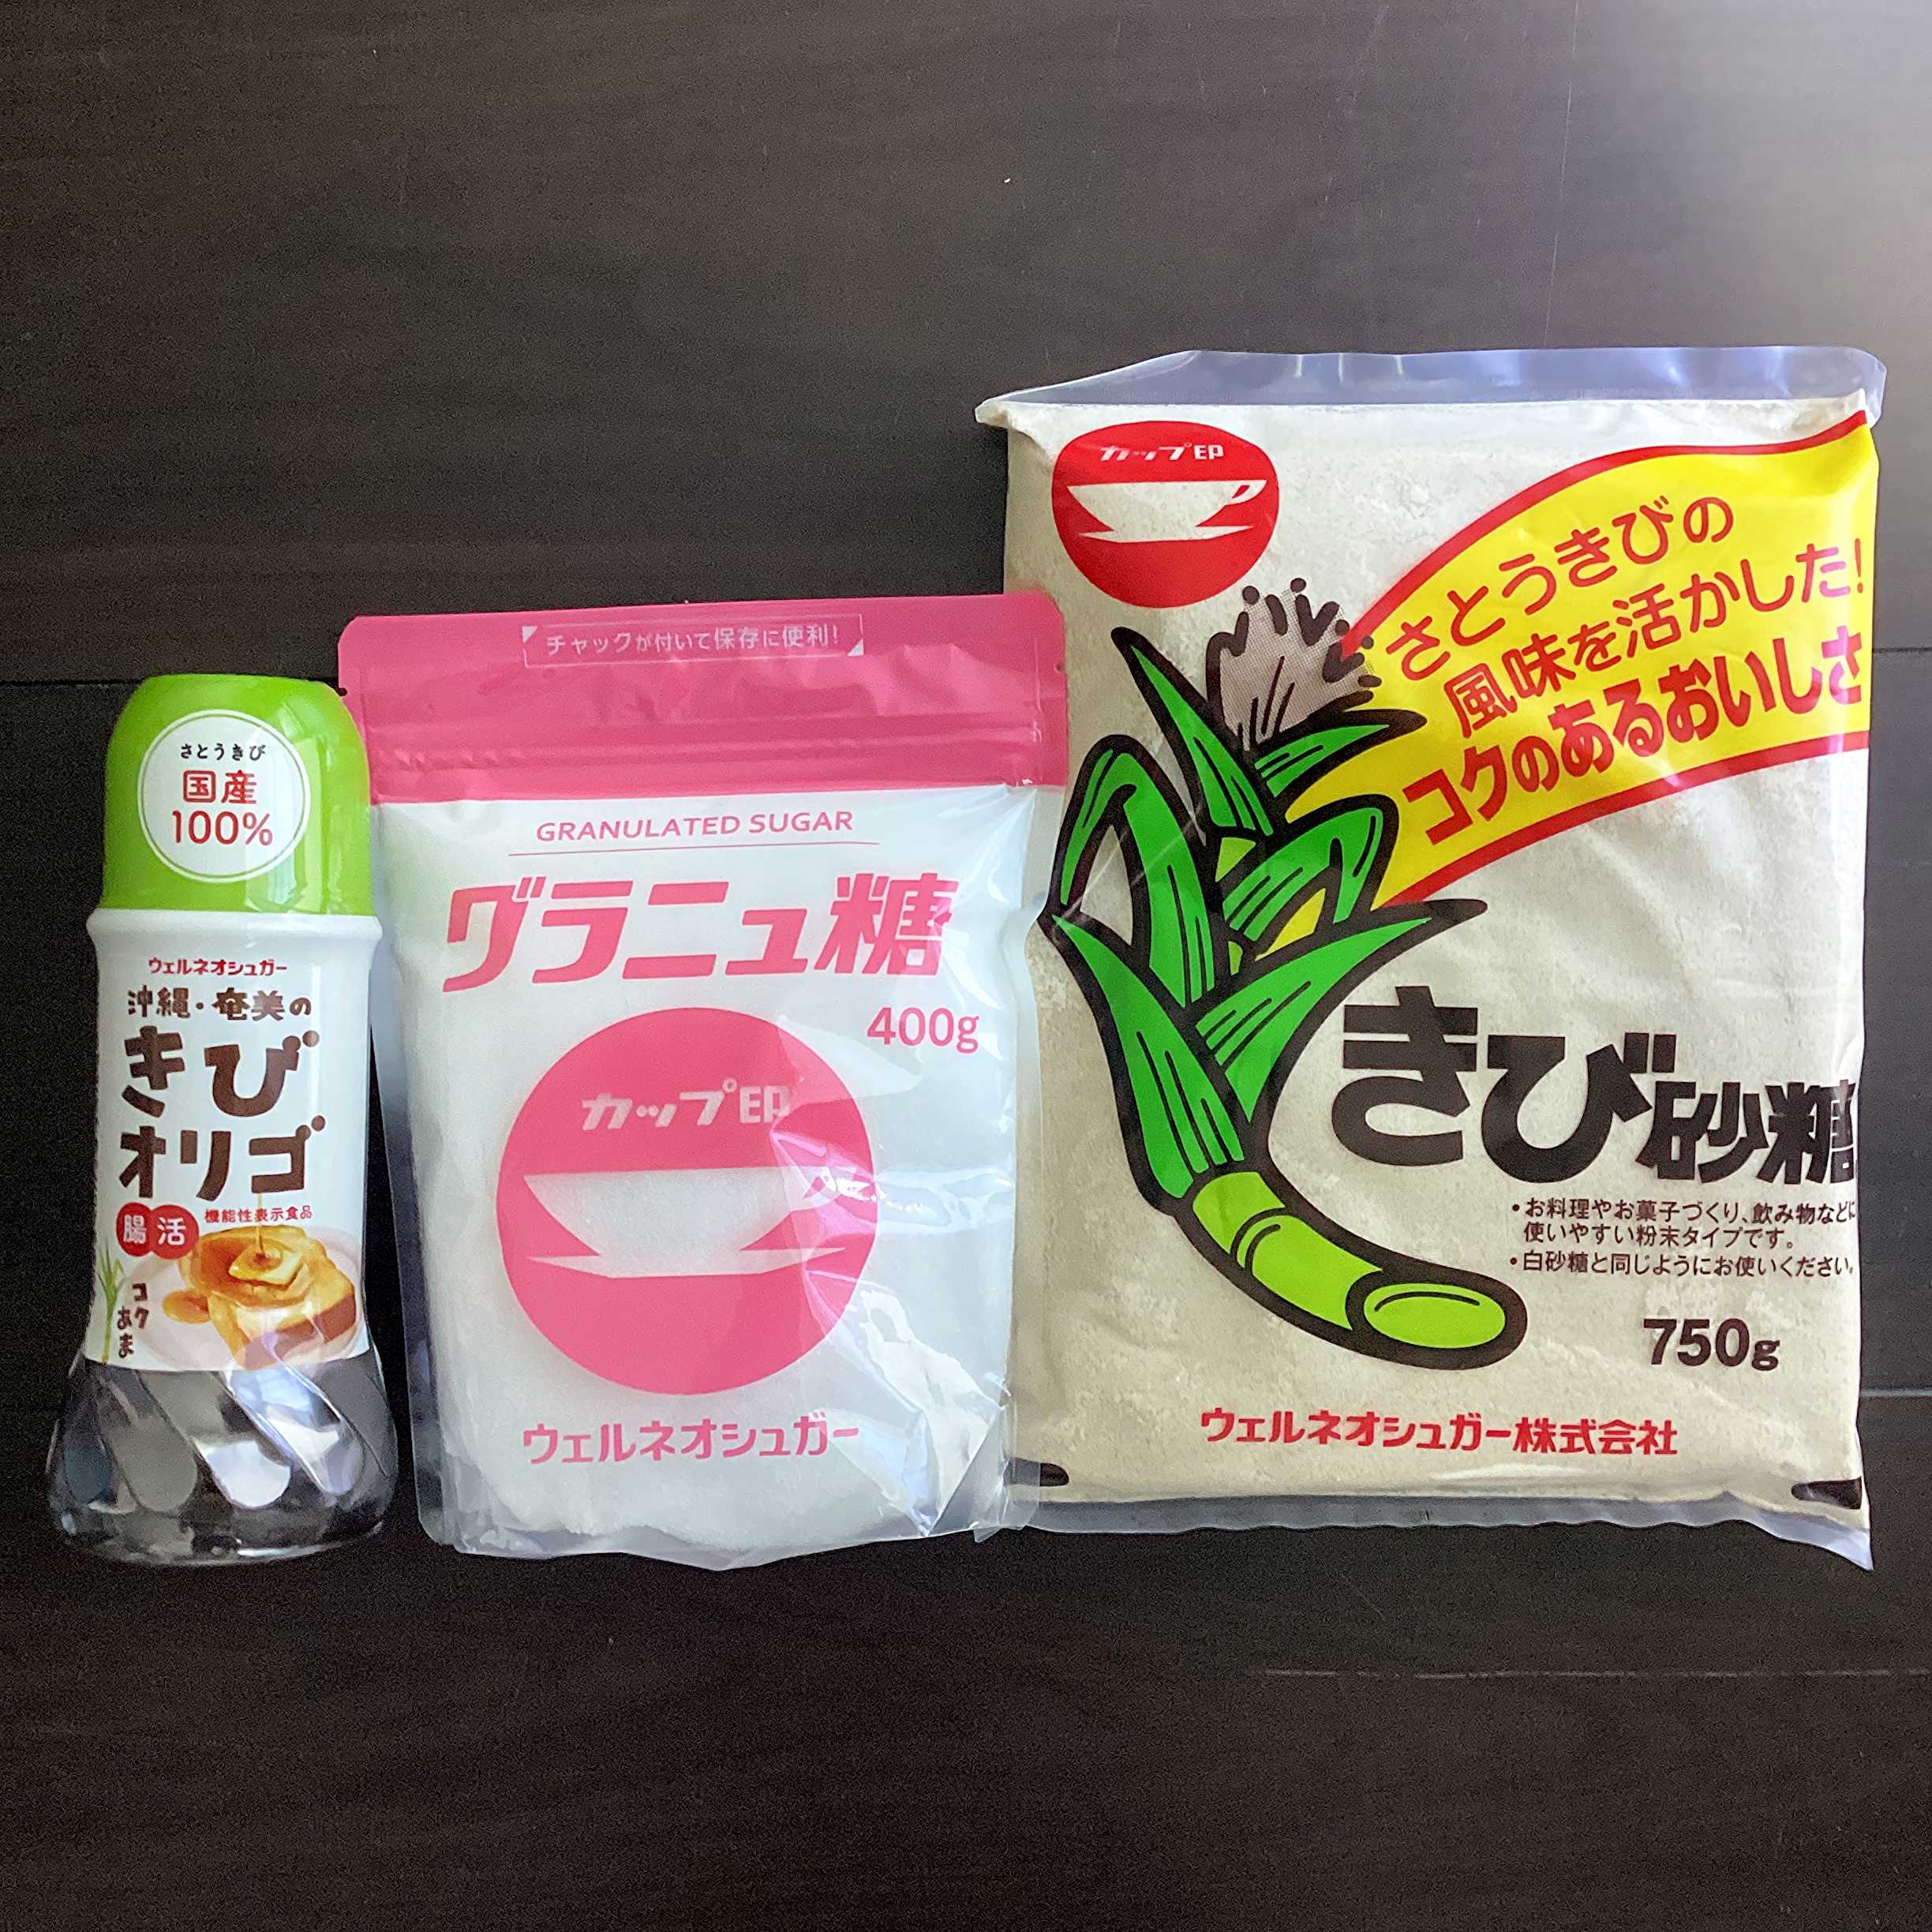 さとうきび
国産
100%
ウェルネオシュガー
沖縄・奄美の
きび
オリゴ
腸活
機能性表示食品
コク
あま
チャックが付いて保存に便利!
GRANULATED SUGAR
グラニュ糖
400g
カップ印
ウェルネオシュガー
カップ印
さとうきびの
風味を活かした!
コクのあるおいしさ
きび砂糖
•お料理やお菓子づくり、飲み物などに
使いやすい粉末タイプです。
•白砂糖と同じようにお使いください。
750g
ウェルネオシュガー株式会社